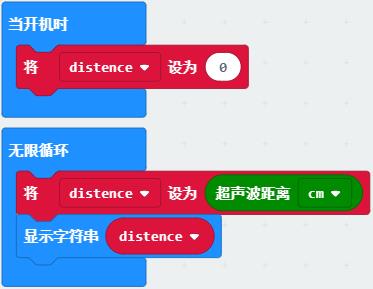 当开机时
将 distence 设为 0
无限循环
将 distence 设为 超声波距离 cm
显示字符串 distence